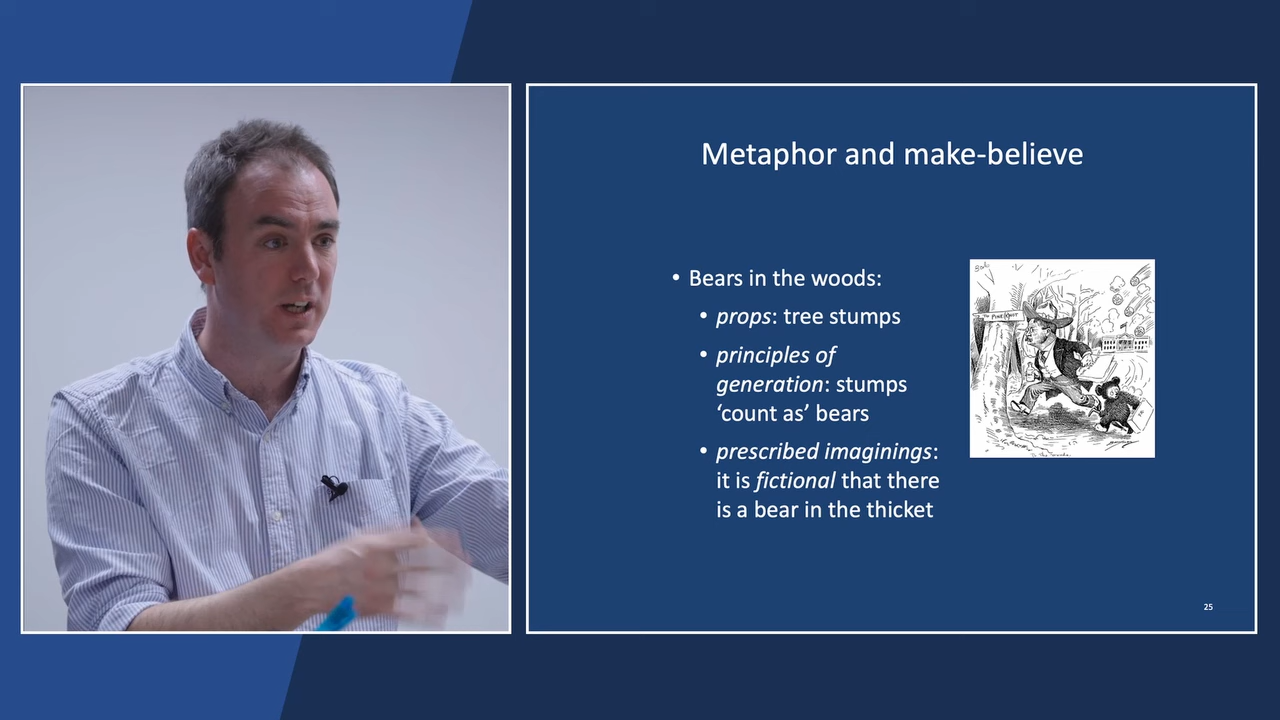 Metaphor and make-believe
• Bears in the woods:
• props: tree stumps
• principles of
generation: stumps
‘count as’ bears
• prescribed imaginings:
it is fictional that there
is a bear in the thicket
25